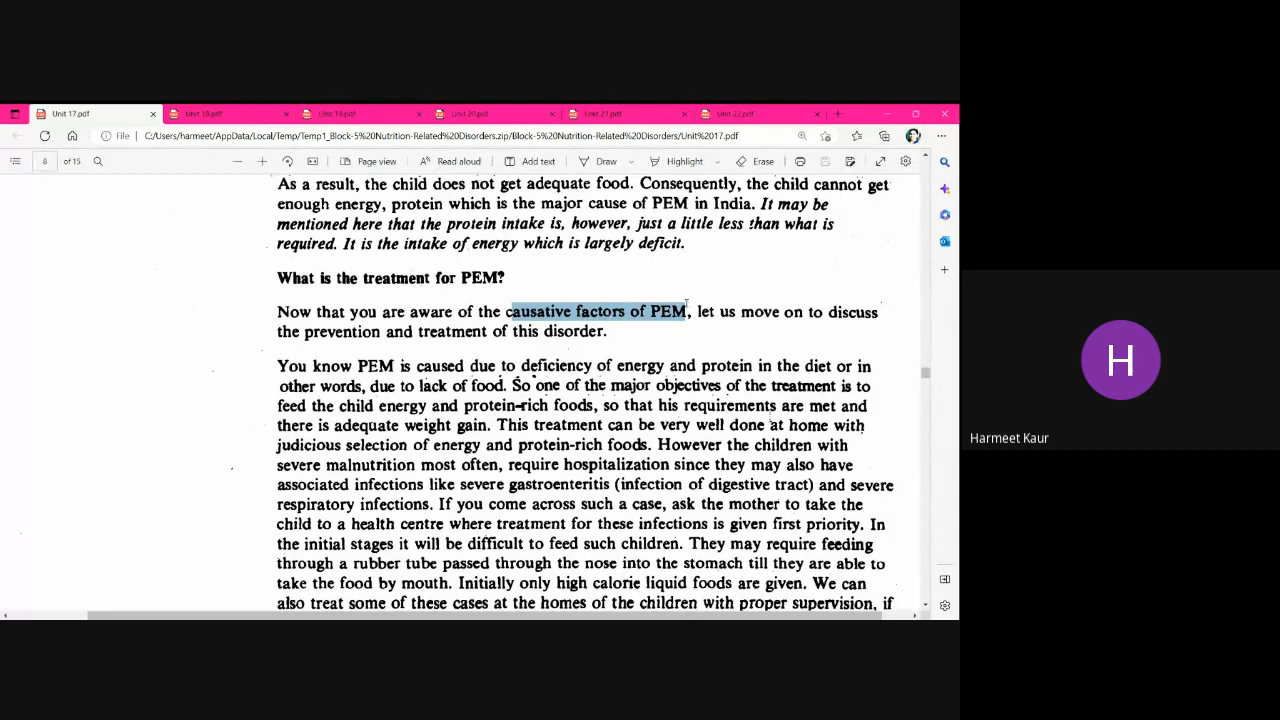 Unit 17.pdf
Unit 18.pdf
Unit 19.pdf
Unit 20.pdf
Unit 21.pdf
Unit 22.pdf
File
C:/Users/harmeet/AppData/Local/Temp/Temp1_Block-5%20Nutrition-Related%20Disorders.zip/Block-5%20Nutrition-Related%20Disorders/Unit%2017.pdf
8 of 15
Page view
Read aloud
Add text
Draw
Highlight
Erase
As a result, the child does not get adequate food. Consequently, the child cannot get
enough energy, protein which is the major cause of PEM in India. It may be
mentioned here that the protein intake is, however, just a little less than what is
required. It is the intake of energy which is largely deficit.
What is the treatment for PEM?
Now that you are aware of the causative factors of PEM, let us move on to discuss
the prevention and treatment of this disorder.
You know PEM is caused due to deficiency of energy and protein in the diet or in
other words, due to lack of food. So one of the major objectives of the treatment is to
feed the child energy and protein-rich foods, so that his requirements are met and
there is adequate weight gain. This treatment can be very well done at home with
judicious selection of energy and protein-rich foods. However the children with
severe malnutrition most often, require hospitalization since they may also have
associated infections like severe gastroenteritis (infection of digestive tract) and severe
respiratory infections. If you come across such a case, ask the mother to take the
child to a health centre where treatment for these infections is given first priority. In
the initial stages it will be difficult to feed such children. They may require feeding
through a rubber tube passed through the nose into the stomach till they are able to
take the food by mouth. Initially only high calorie liquid foods are given. We can
also treat some of these cases at the homes of the children with proper supervision, if
H
Harmeet Kaur